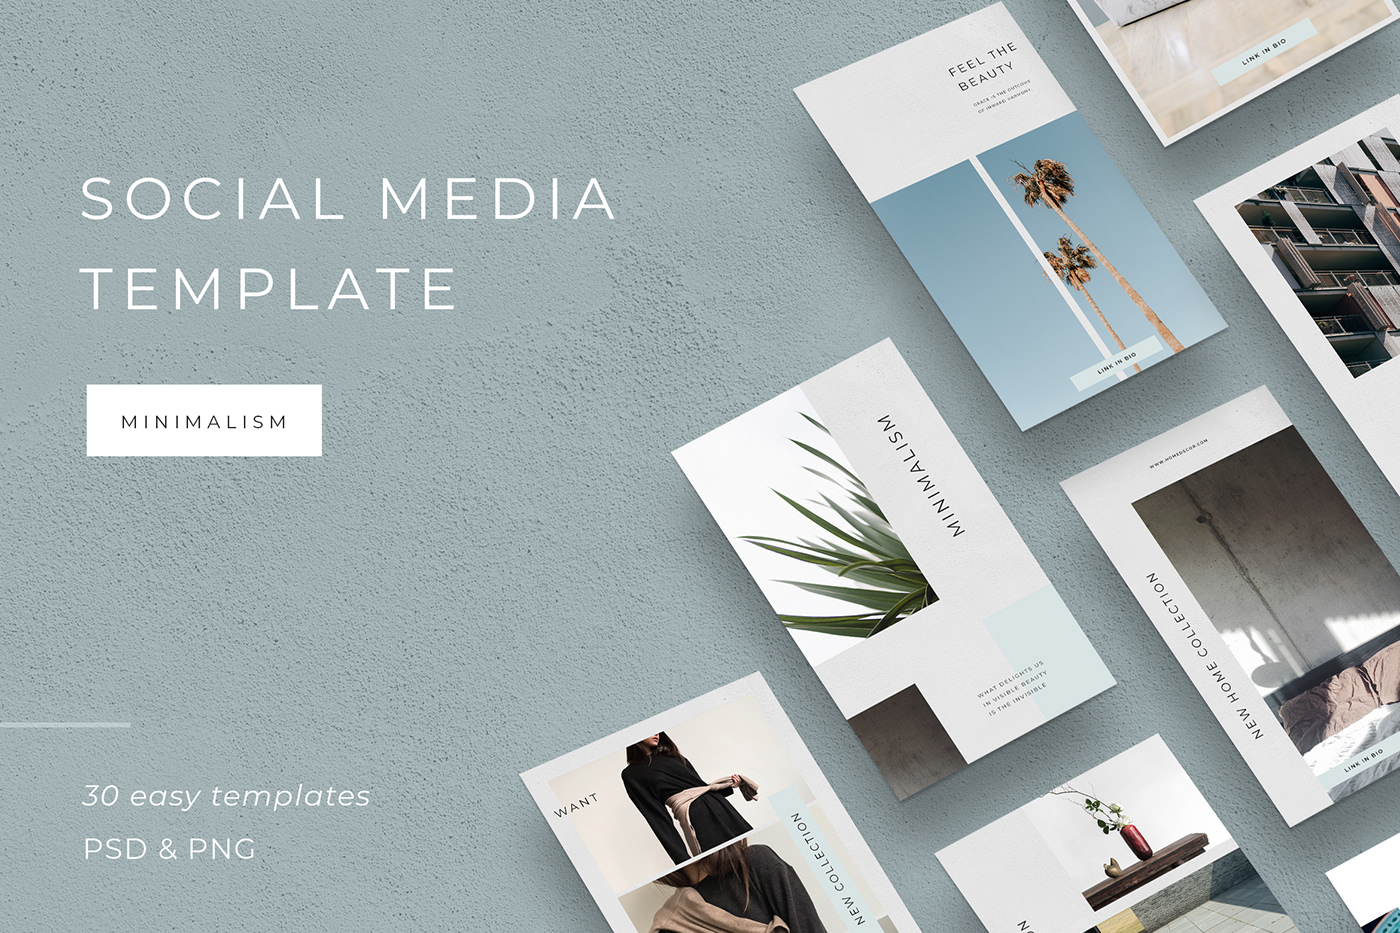 SOCIAL MEDIA
TEMPLATE
MINIMALISM
30 easy templates
PSD & PNG
FEEL THE
BEAUTY
GRACE IS THE OUTCOME
OF INWARD HARMONY
LINK IN BIO
LINK IN BIO
MINIMALISM
WHAT DELIGHTS US
IN VISIBLE BEAUTY
IS THE INVISIBLE
WWW.HOMEDECOR.COM
NEW HOME COLLECTION
LINK IN BIO
WANT
NEW COLLECTION